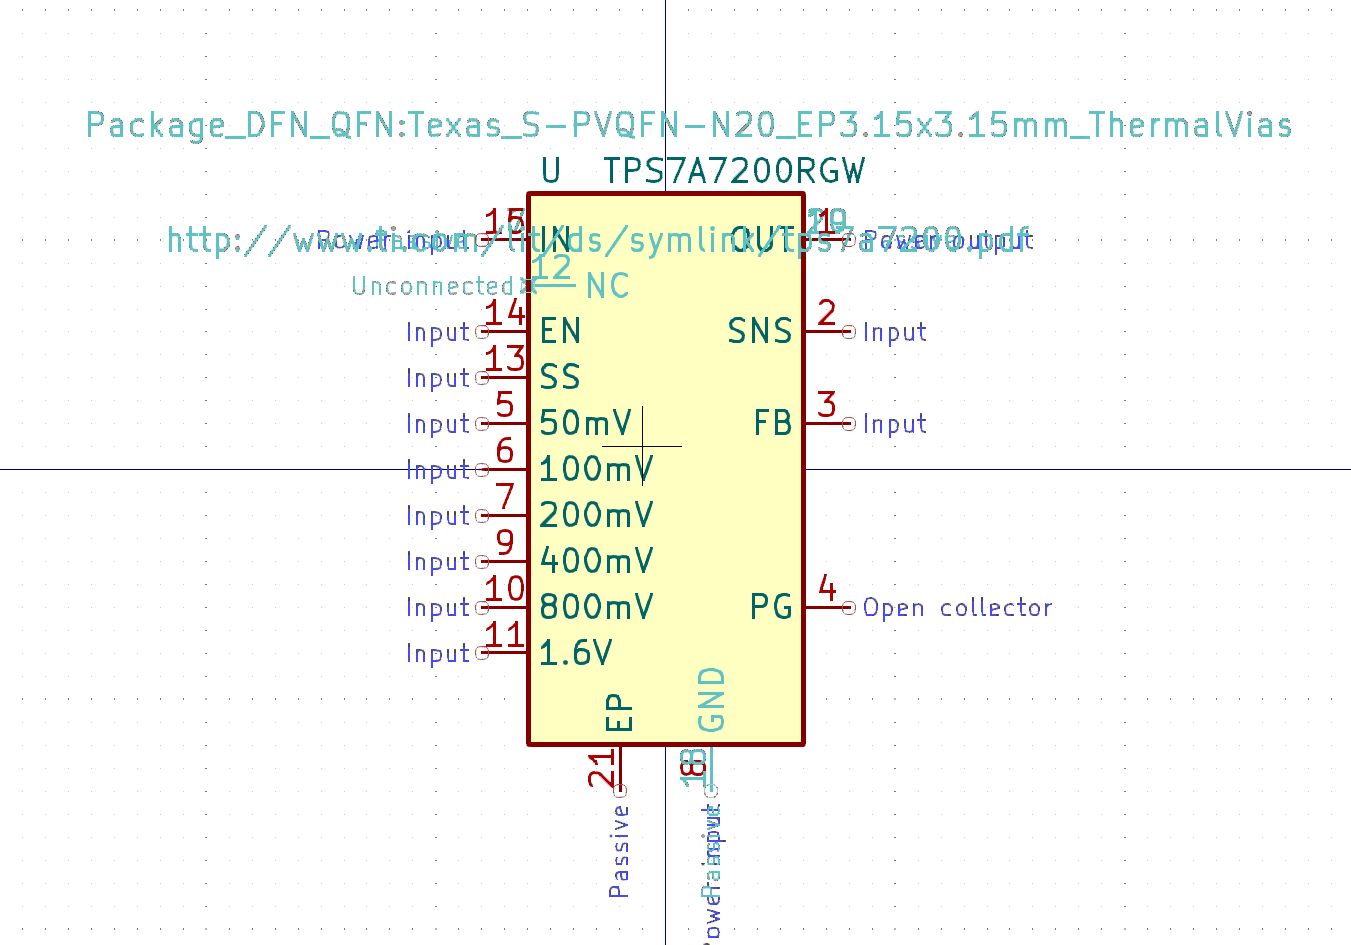 Package_DFN_QFN:Texas_S-PVQFN-N20_EP3.15x3.15mm_ThermalVias
U TPS7A7200RGW
15 1
http://www.ti.com/lit/ds/symlink/tps7a7200.pdf
Power input IN OUT Power output
12
Unconnected NC
14 2
Input EN SNS Input
13
Input SS
5 3
Input 50mV FB Input
6
Input 100mV
7
Input 200mV
9
Input 400mV
10 4
Input 800mV PG Open collector
11
Input 1.6V
EP GND
21 18 8
Passive Passive Power input